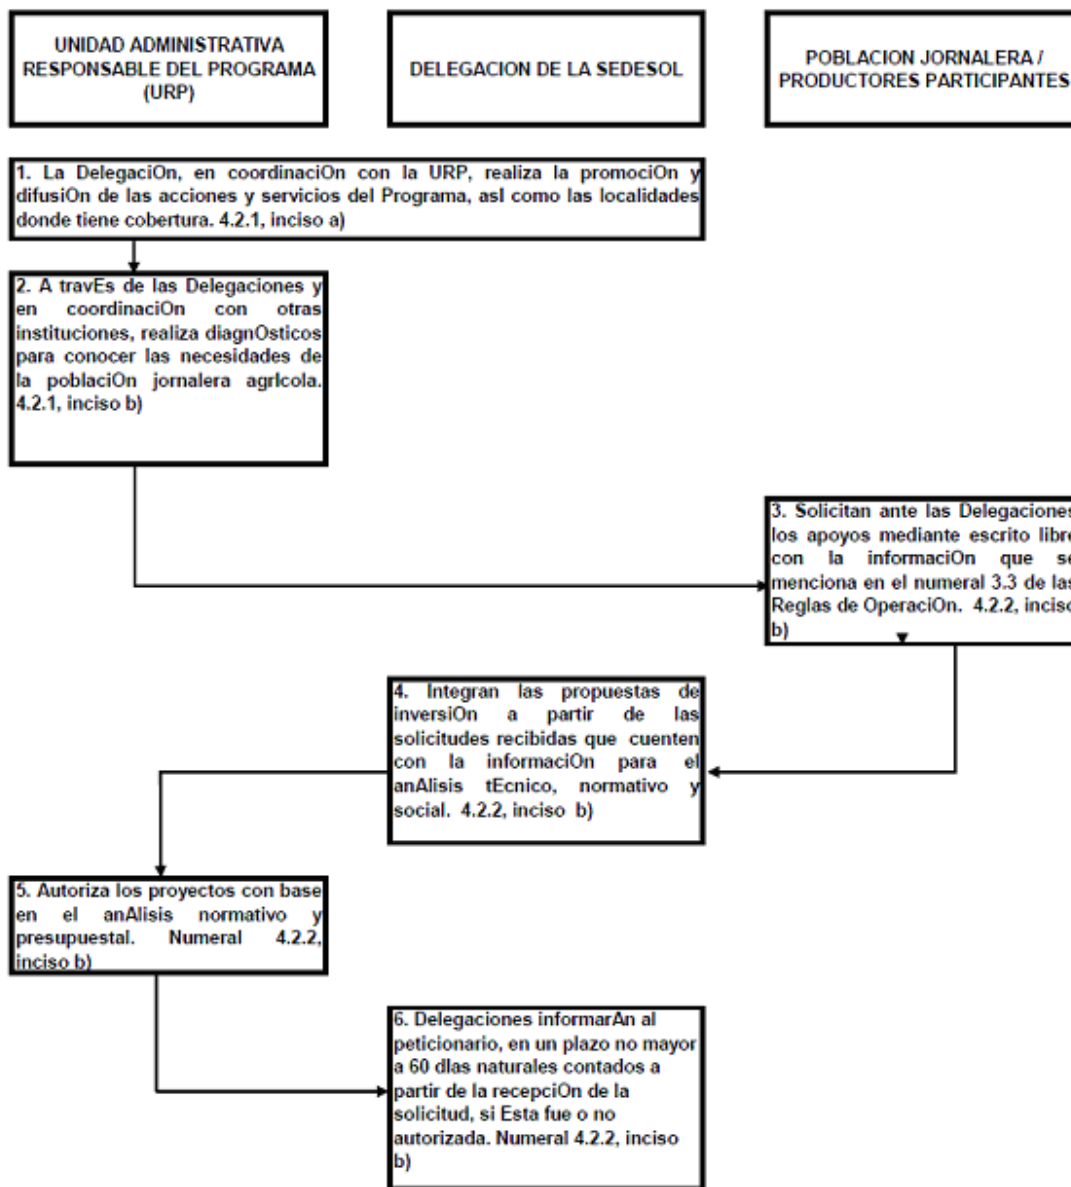 UNIDAD ADMINISTRATIVA
RESPONSABLE DEL PROGRAMA
(URP)
DELEGACION DE LA SEDESOL
POBLACION JORNALERA /
PRODUCTORES PARTICIPANTES
1. La DelegaciOn, en coordinaciOn con la URP, realiza la promociOn y
difusiOn de las acciones y servicios del Programa, asI como las localidades
donde tiene cobertura. 4.2.1, inciso a)
2. A travEs de las Delegaciones y
en coordinaciOn con otras
instituciones, realiza diagnOsticos
para conocer las necesidades de
la poblaciOn jornalera agrIcola.
4.2.1, inciso b)
3. Solicitan ante las Delegaciones
los apoyos mediante escrito libre
con la informaciOn que se
menciona en el numeral 3.3 de las
Reglas de OperaciOn. 4.2.2, inciso
b)
4. Integran las propuestas de
inversiOn a partir de las
solicitudes recibidas que cuenten
con la informaciOn para el
anAlisis tEcnico, normativo y
social. 4.2.2, inciso b)
5. Autoriza los proyectos con base
en el anAlisis normativo y
presupuestal. Numeral 4.2.2,
inciso b)
6. Delegaciones informarAn al
peticionario, en un plazo no mayor
a 60 dIas naturales contados a
partir de la recepciOn de la
solicitud, si Esta fue o no
autorizada. Numeral 4.2.2, inciso
b)